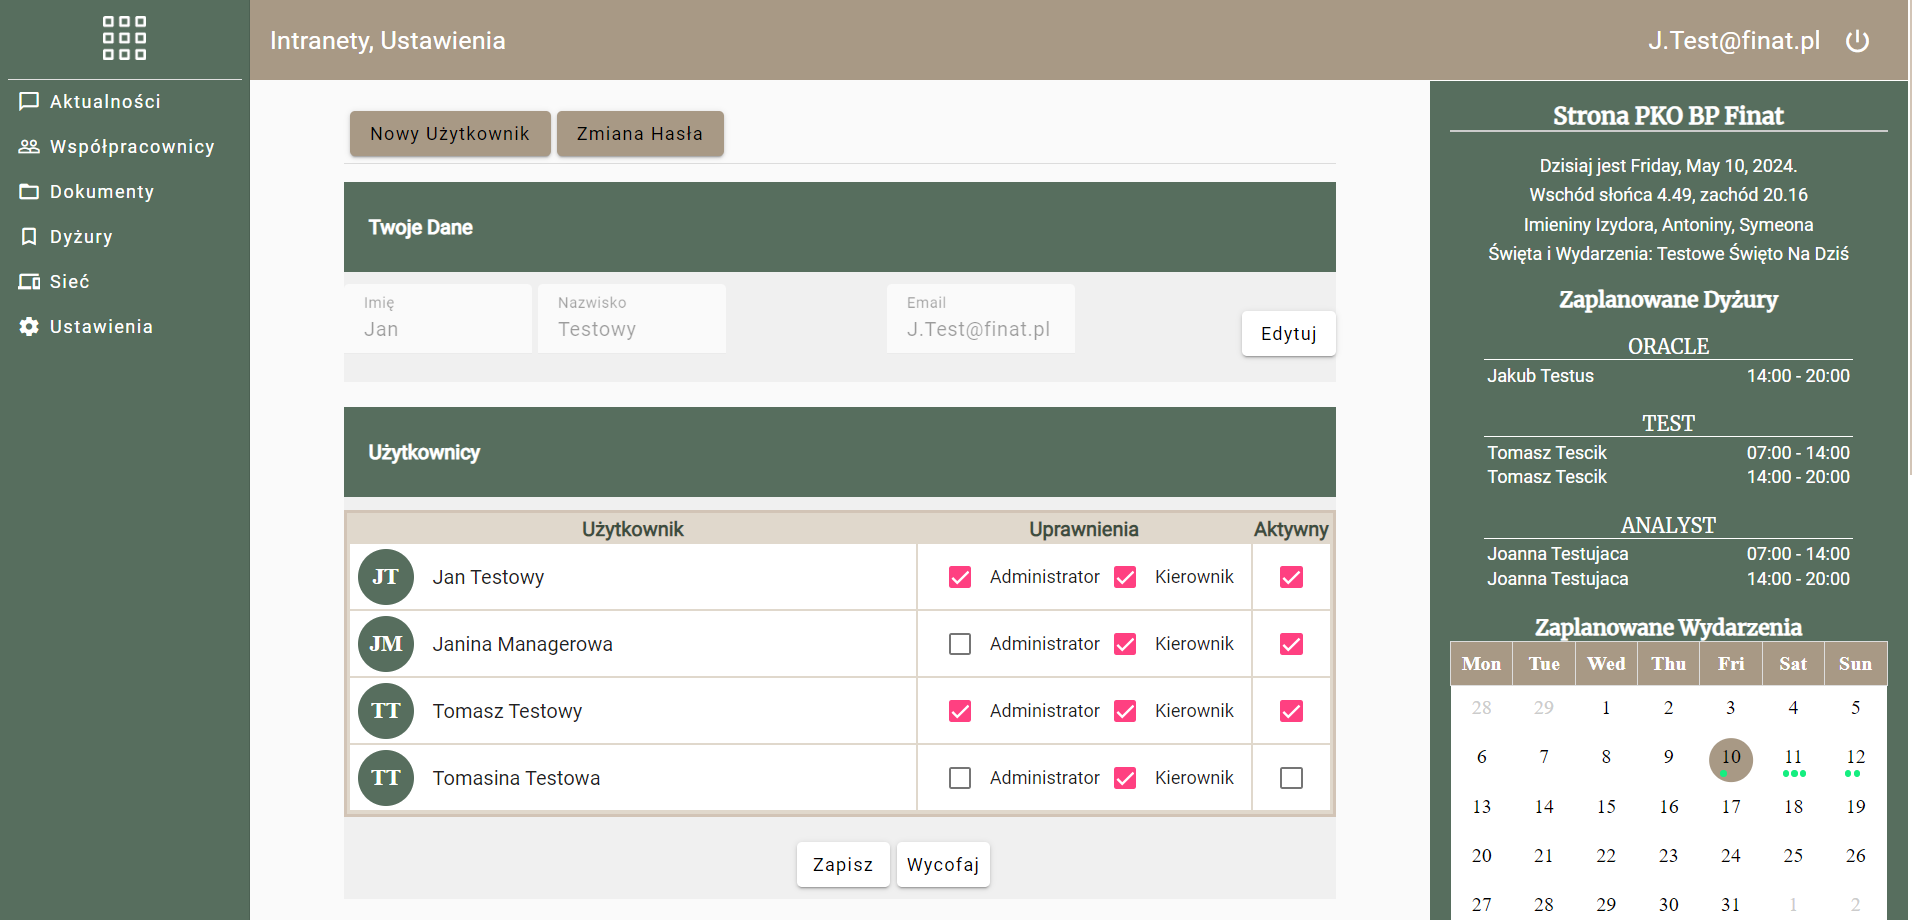 Intranety, Ustawienia
J.Test@finat.pl
Aktualności
Współpracownicy
Dokumenty
Dyżury
Sieć
Ustawienia
Nowy Użytkownik
Zmiana Hasła
Twoje Dane
Imię
Jan
Nazwisko
Testowy
Email
J.Test@finat.pl
Edytuj
Użytkownicy
Użytkownik Uprawnienia Aktywny
JT Jan Testowy Administrator Kierownik
JM Janina Managerowa Administrator Kierownik
TT Tomasz Testowy Administrator Kierownik
TT Tomasina Testowa Administrator Kierownik
Zapisz
Wycofaj
Strona PKO BP Finat
Dzisiaj jest Friday, May 10, 2024.
Wschód słońca 4.49, zachód 20.16
Imieniny Izydora, Antoniny, Symeona
Święta i Wydarzenia: Testowe Święto Na Dziś
Zaplanowane Dyżury
ORACLE
Jakub Testus 14:00 - 20:00
TEST
Tomasz Tescik 07:00 - 14:00
Tomasz Tescik 14:00 - 20:00
ANALYST
Joanna Testujaca 07:00 - 14:00
Joanna Testujaca 14:00 - 20:00
Zaplanowane Wydarzenia
Mon Tue Wed Thu Fri Sat Sun
28 29 1 2 3 4 5
6 7 8 9 10 11 12
13 14 15 16 17 18 19
20 21 22 23 24 25 26
27 28 29 30 31 1 2